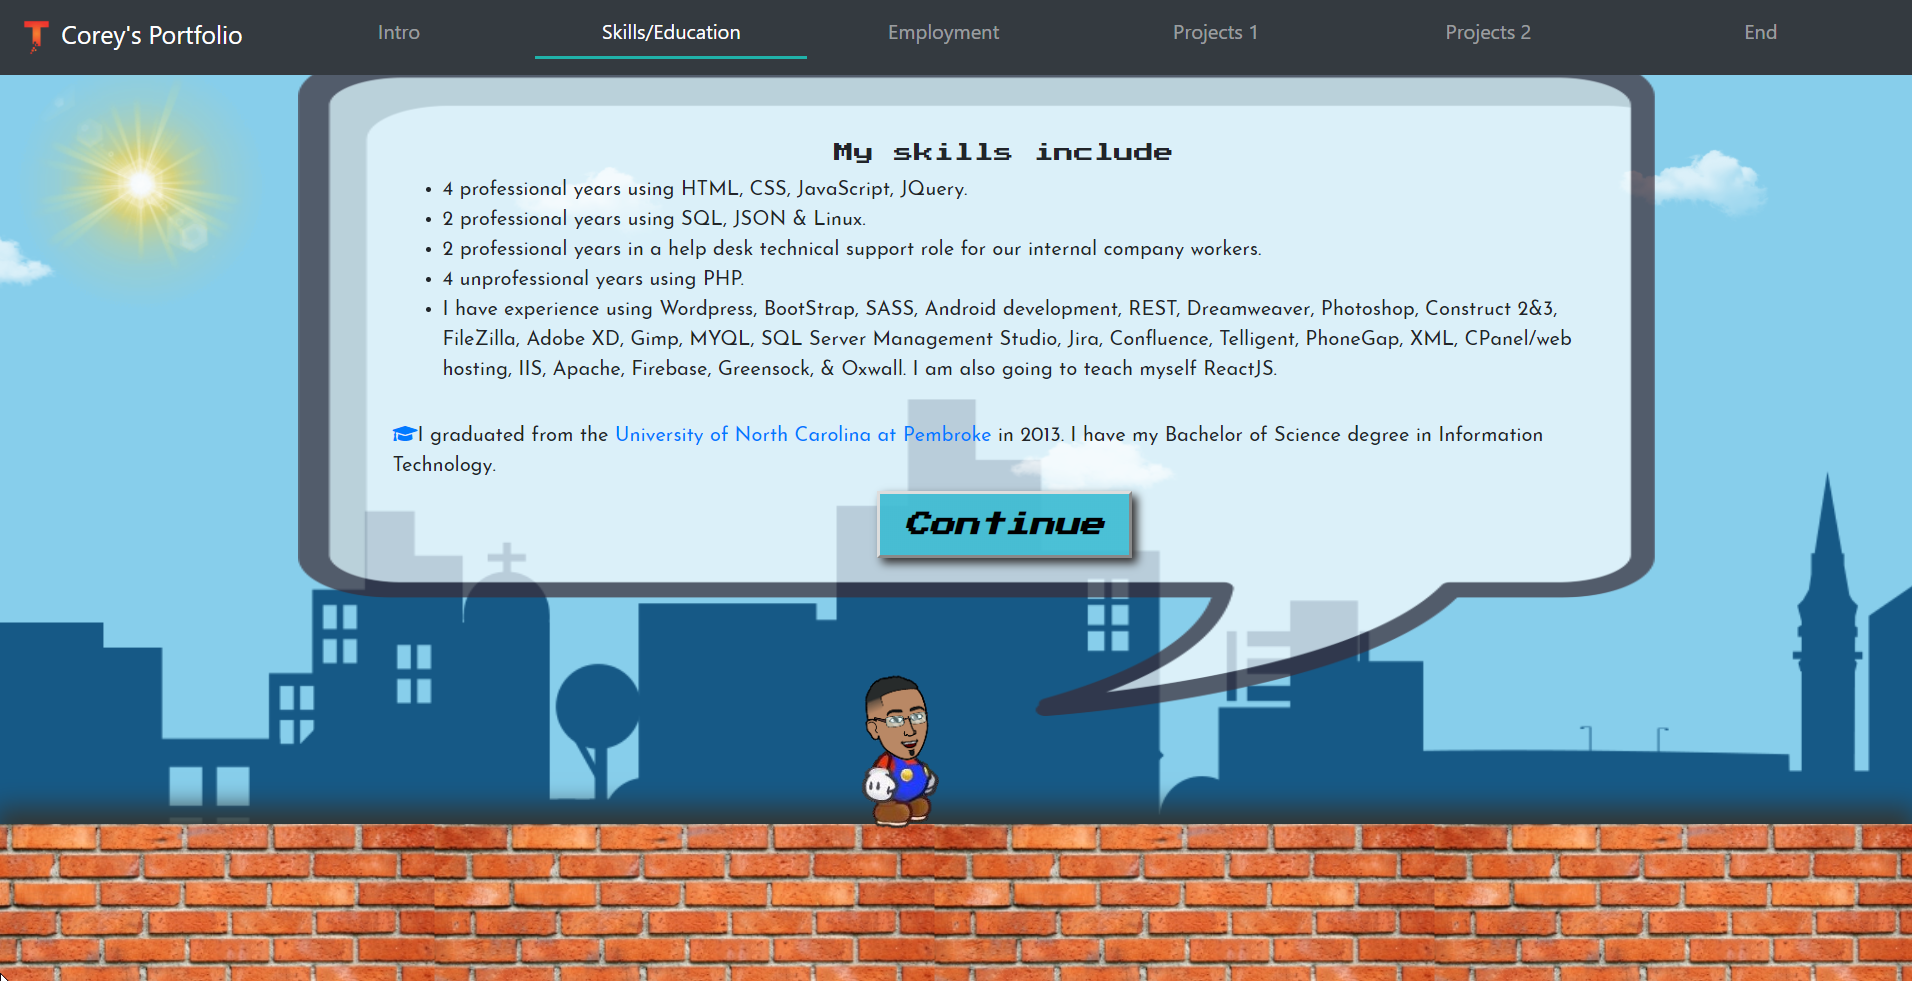 Corey's Portfolio
Intro
Skills/Education
Employment
Projects 1
Projects 2
End
My skills include
• 4 professional years using HTML, CSS, JavaScript, JQuery.
• 2 professional years using SQL, JSON & Linux.
• 2 professional years in a help desk technical support role for our internal company workers.
• 4 unprofessional years using PHP.
• I have experience using Wordpress, BootStrap, SASS, Android development, REST, Dreamweaver, Photoshop, Construct 2&3,
FileZilla, Adobe XD, Gimp, MYQL, SQL Server Management Studio, Jira, Confluence, Telligent, PhoneGap, XML, CPanel/web
hosting, IIS, Apache, Firebase, Greensock, & Oxwall. I am also going to teach myself ReactJS.
I graduated from the University of North Carolina at Pembroke in 2013. I have my Bachelor of Science degree in Information
Technology.
Continue